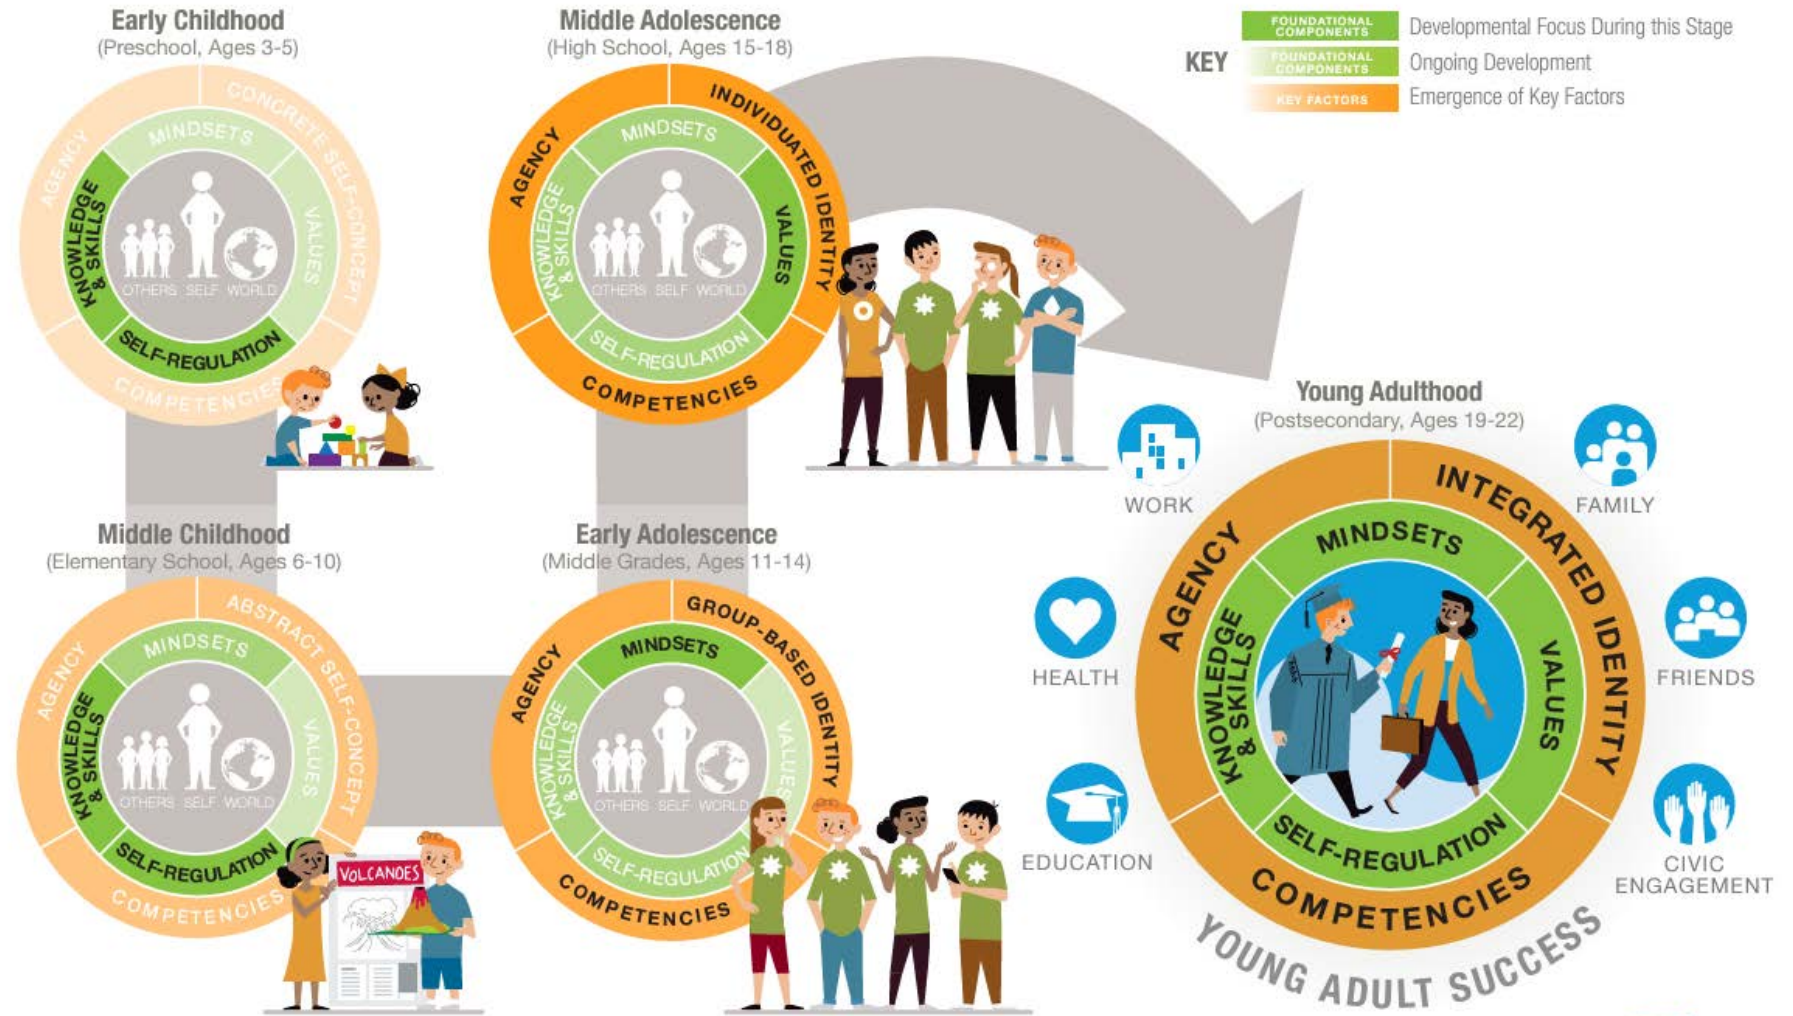 Early Childhood
(Preschool, Ages 3-5)
AGENCY
CONCRETE SELF-CONCEPT
COMPETENCIES
MINDSETS
VALUES
SELF-REGULATION
KNOWLEDGE
& SKILLS
OTHERS SELF WORLD
Middle Childhood
(Elementary School, Ages 6-10)
AGENCY
ABSTRACT SELF-CONCEPT
COMPETENCIES
MINDSETS
VALUES
SELF-REGULATION
KNOWLEDGE
& SKILLS
OTHERS SELF WORLD
VOLCANOES
Early Adolescence
(Middle Grades, Ages 11-14)
AGENCY
GROUP-BASED IDENTITY
COMPETENCIES
MINDSETS
VALUES
SELF-REGULATION
KNOWLEDGE
& SKILLS
OTHERS SELF WORLD
Middle Adolescence
(High School, Ages 15-18)
AGENCY
INDIVIDUATED IDENTITY
COMPETENCIES
MINDSETS
VALUES
SELF-REGULATION
KNOWLEDGE
& SKILLS
OTHERS SELF WORLD
KEY
FOUNDATIONAL
COMPONENTS
Developmental Focus During this Stage
FOUNDATIONAL
COMPONENTS
Ongoing Development
KEY FACTORS
Emergence of Key Factors
Young Adulthood
(Postsecondary, Ages 19-22)
AGENCY
INTEGRATED IDENTITY
COMPETENCIES
MINDSETS
VALUES
SELF-REGULATION
KNOWLEDGE
& SKILLS
WORK
HEALTH
EDUCATION
FAMILY
FRIENDS
CIVIC
ENGAGEMENT
YOUNG ADULT SUCCESS